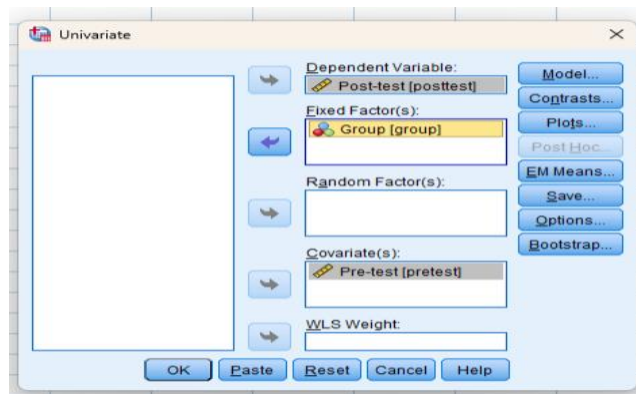 Univariate
Dependent Variable:
Post-test [posttest]
Fixed Factor(s):
Group [group]
Random Factor(s):
Covariate(s):
Pre-test [pretest]
WLS Weight:
Model...
Contrasts...
Plots...
Post Hoc...
EM Means...
Save...
Options...
Bootstrap...
OK Paste Reset Cancel Help